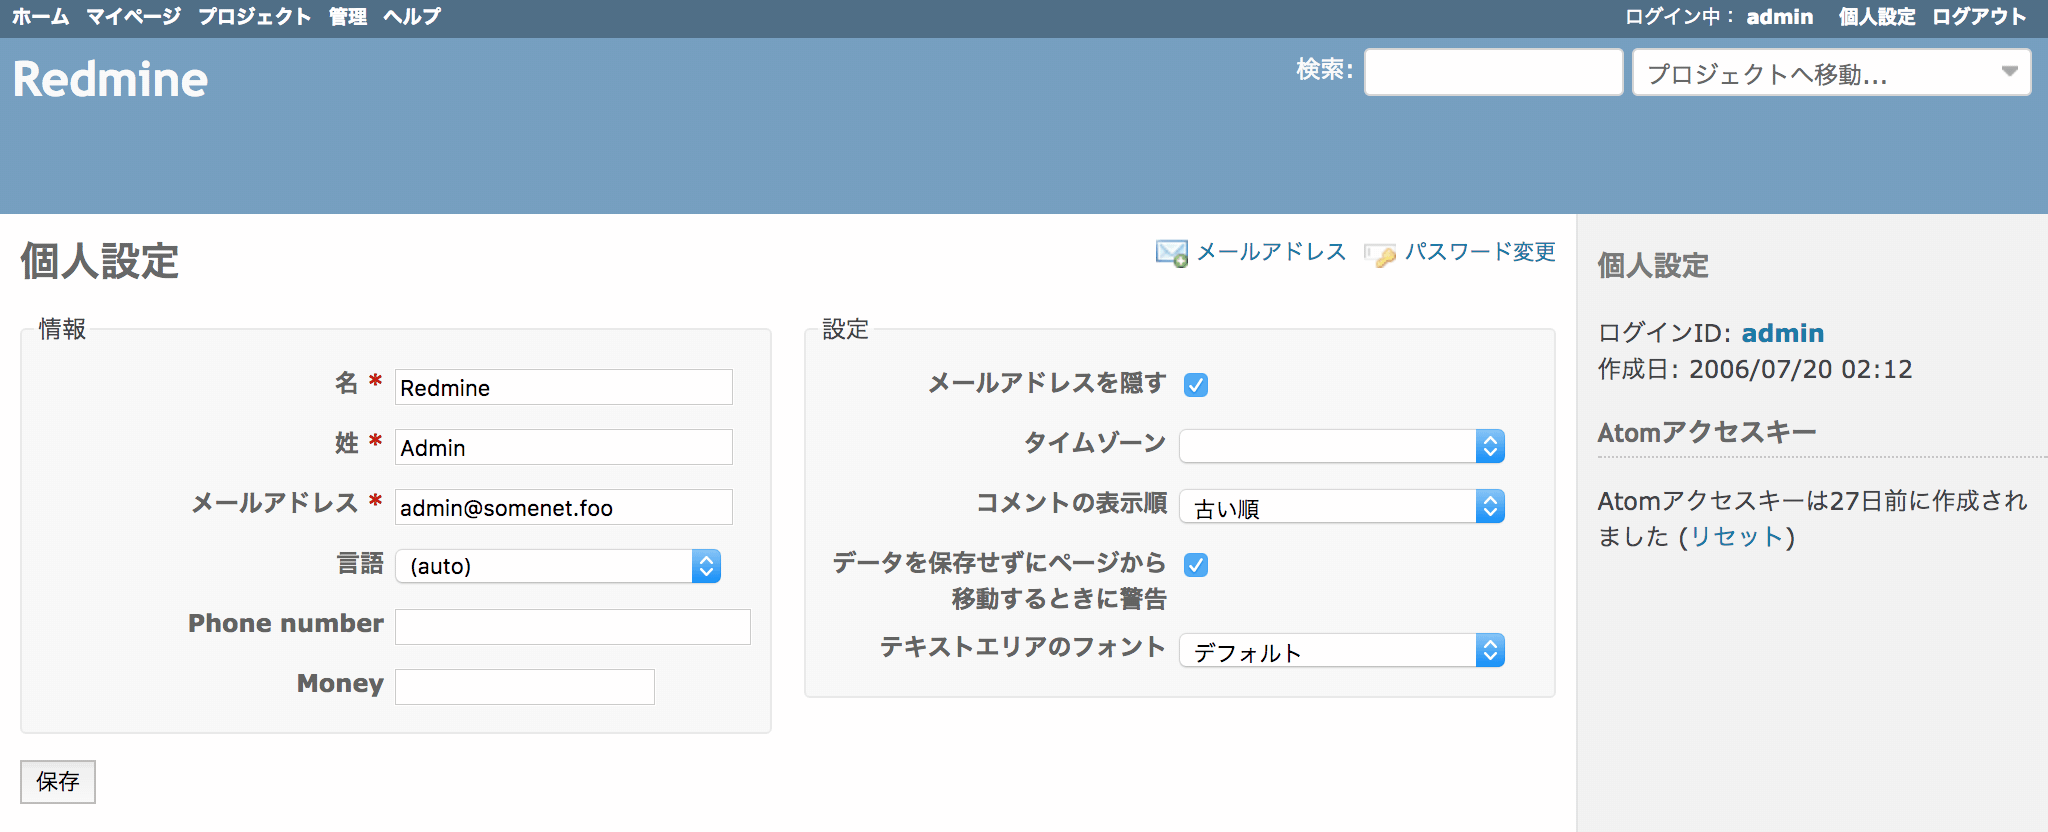 ホーム マイページ プロジェクト 管理 ヘルプ
ログイン中： admin 個人設定 ログアウト
Redmine
検索:
プロジェクトへ移動...
個人設定
メールアドレス パスワード変更
情報
名 * Redmine
姓 * Admin
メールアドレス * admin@somenet.foo
言語 (auto)
Phone number
Money
保存
設定
メールアドレスを隠す
タイムゾーン
コメントの表示順 古い順
データを保存せずにページから
移動するときに警告
テキストエリアのフォント デフォルト
個人設定
ログインID: admin
作成日: 2006/07/20 02:12
Atomアクセスキー
Atomアクセスキーは27日前に作成され
ました (リセット)